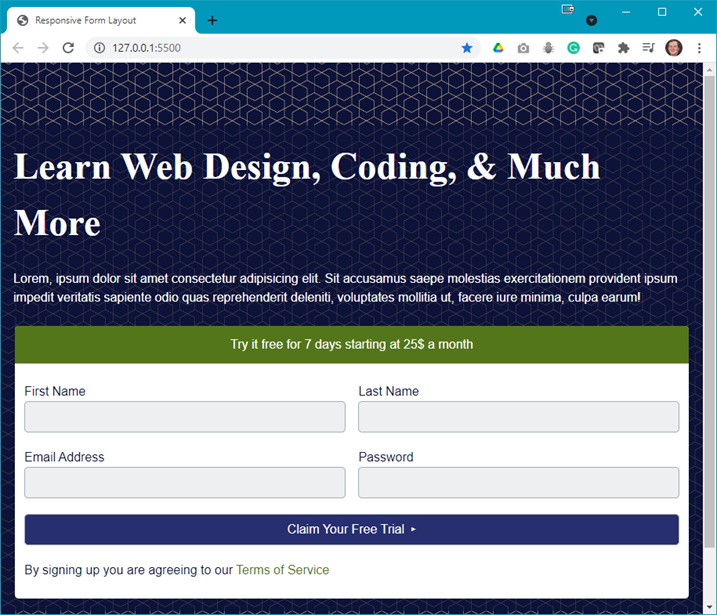 Responsive Form Layout
127.0.0.1:5500
Learn Web Design, Coding, & Much
More
Lorem, ipsum dolor sit amet consectetur adipisicing elit. Sit accusamus saepe molestias exercitationem provident ipsum
impedit veritatis sapiente odio quas reprehenderit deleniti, voluptates mollitia ut, facere iure minima, culpa earum!
Try it free for 7 days starting at 25$ a month
First Name Last Name
Email Address Password
Claim Your Free Trial ▸
By signing up you are agreeing to our Terms of Service